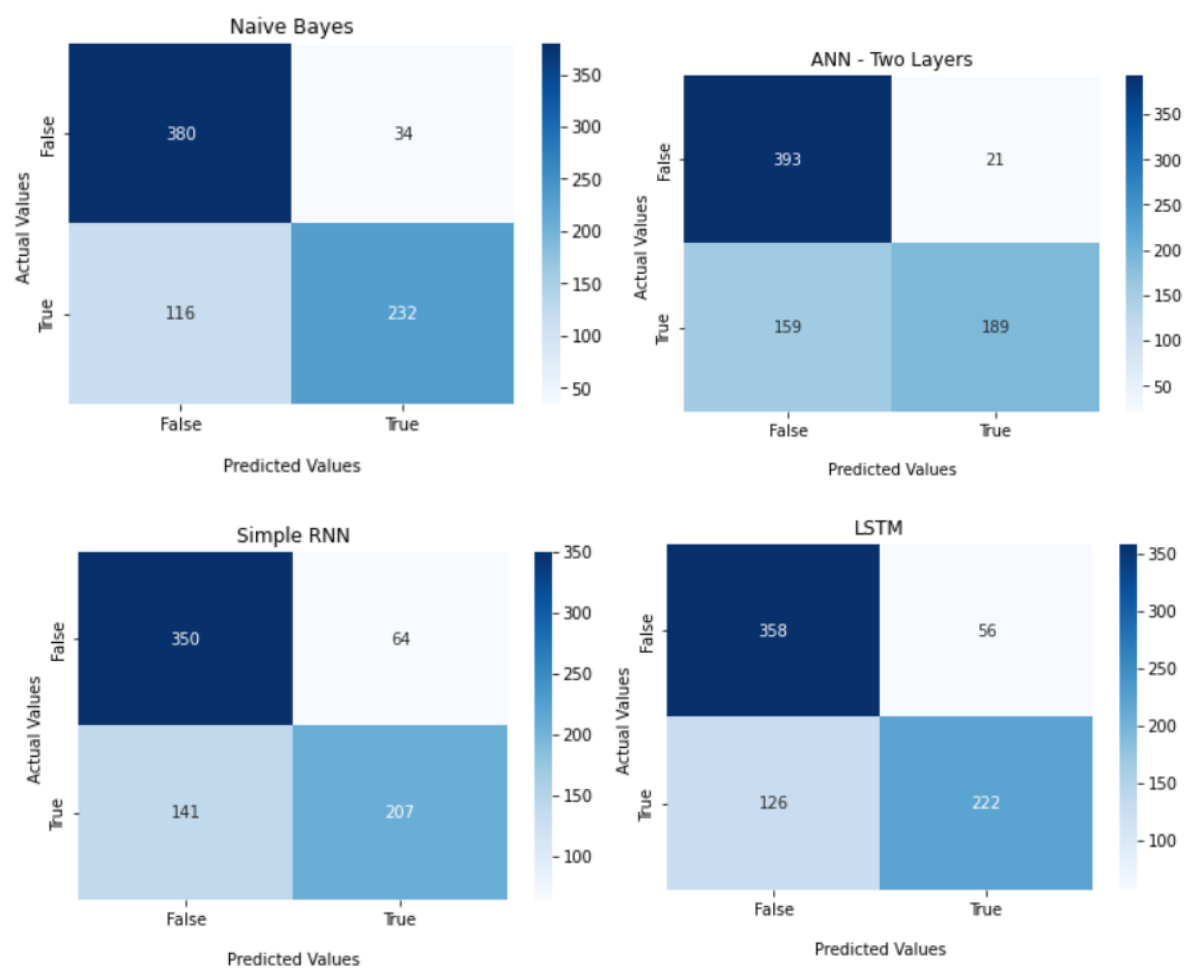 Naive Bayes
Actual Values
False
True
380
34
116
232
False
True
Predicted Values
350
300
250
200
150
100
50
ANN - Two Layers
Actual Values
False
True
393
21
159
189
False
True
Predicted Values
350
300
250
200
150
100
50
Simple RNN
Actual Values
False
True
350
64
141
207
False
True
Predicted Values
350
300
250
200
150
100
LSTM
Actual Values
False
True
358
56
126
222
False
True
Predicted Values
350
300
250
200
150
100